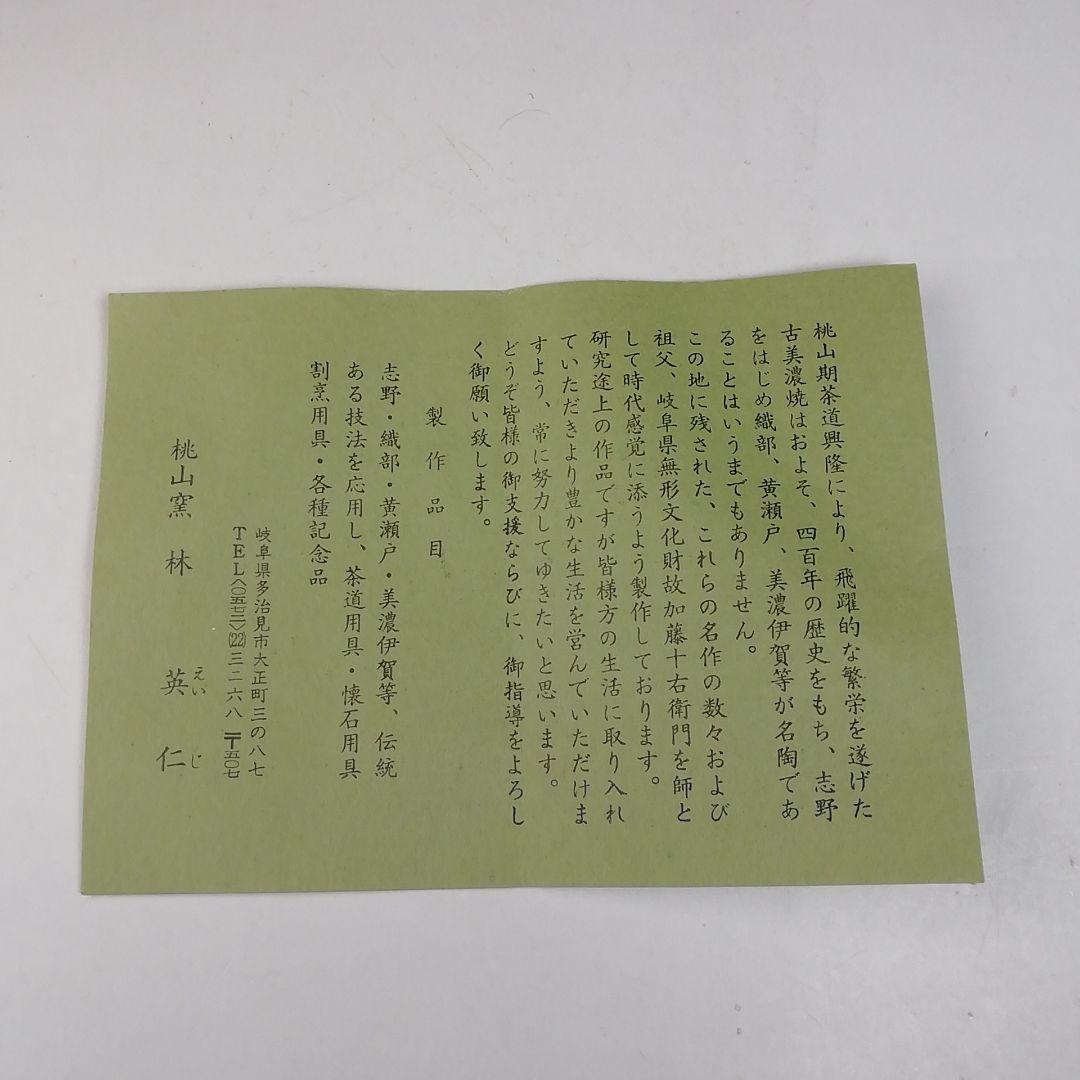 桃山期茶道興隆により、飛躍的な繁栄を遂げた
古美濃焼はおよそ、四百年の歴史をもち、志野
をはじめ織部、黄瀬戸、美濃伊賀等が名陶であ
ることはいうまでもありません。
この地に残された、これらの名作の数々および
祖父、岐阜県無形文化財故加藤十右衛門を師と
して時代感覚に添うよう製作しております。
研究途上の作品ですが皆様方の生活に取り入れ
ていただきより豊かな生活を営んでいただけま
すよう、常に努力してゆきたいと思います。
どうぞ皆様の御支援ならびに、御指導をよろし
く御願い致します。
製作品目
志野・織部・黄瀬戸・美濃伊賀等、伝統
ある技法を応用し、茶道用具・懐石用具
割烹用具・各種記念品
岐阜県多治見市大正町三の八七
TEL〈〇五七二〉(22)三二六八 〒五〇七
桃山窯 林 英仁
えいじ